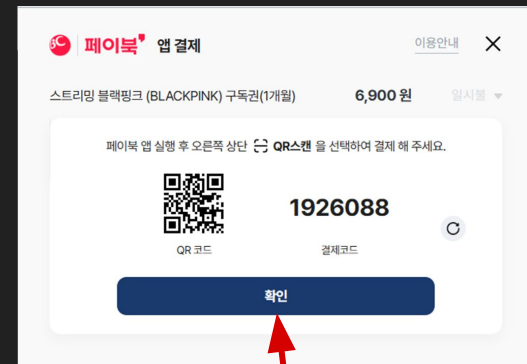 페이북 앱 결제 이용안내
스트리밍 블랙핑크 (BLACKPINK) 구독권(1개월) 6,900 원 일시불
페이북 앱 실행 후 오른쪽 상단 QR스캔 을 선택하여 결제 해 주세요.
1926088
QR 코드 결제코드
확인